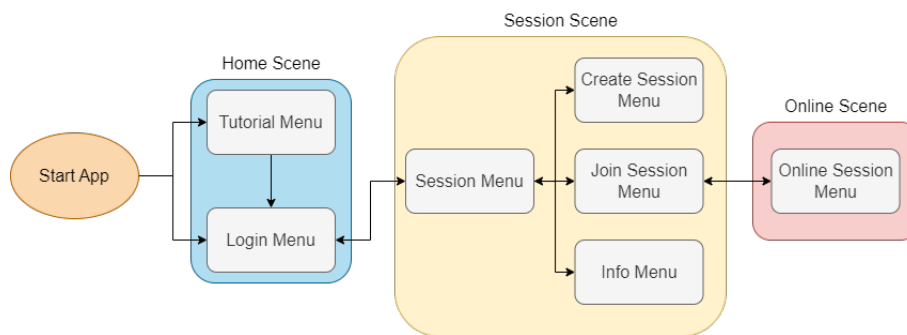 Session Scene
Home Scene
Create Session
Menu
Tutorial Menu
Online Scene
Start App
Session Menu
Join Session
Menu
Online Session
Menu
Login Menu
Info Menu